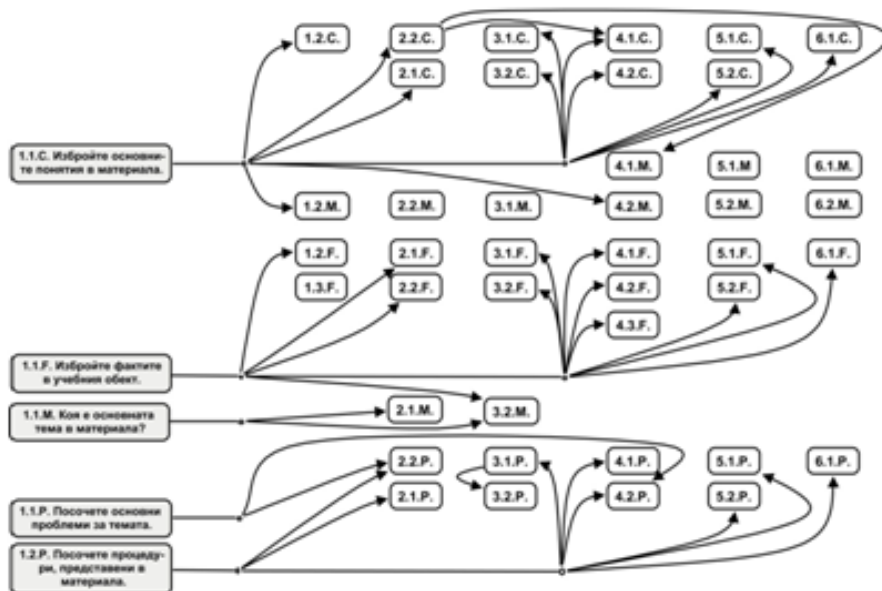 1.2.C. 2.2.C. 3.1.C. 4.1.C. 5.1.C. 6.1.C.
2.1.C. 3.2.C. 4.2.C. 5.2.C.
1.1.C. Избройте основни-
те понятия в материала.
4.1.M. 5.1.M 6.1.M.
1.2.M. 2.2.M. 3.1.M. 4.2.M. 5.2.M. 6.2.M.
1.2.F. 2.1.F. 3.1.F. 4.1.F. 5.1.F. 6.1.F.
1.3.F. 2.2.F. 3.2.F. 4.2.F. 5.2.F.
4.3.F.
1.1.F. Избройте фактите
в учебния обект.
1.1.M. Коя е основната
тема в материала?
2.1.M. 3.2.M.
2.2.P. 3.1.P. 4.1.P. 5.1.P. 6.1.P.
2.1.P. 3.2.P. 4.2.P. 5.2.P.
1.1.P. Посочете основни
проблеми за темата.
1.2.P. Посочете процеду-
ри, представени в
материала.